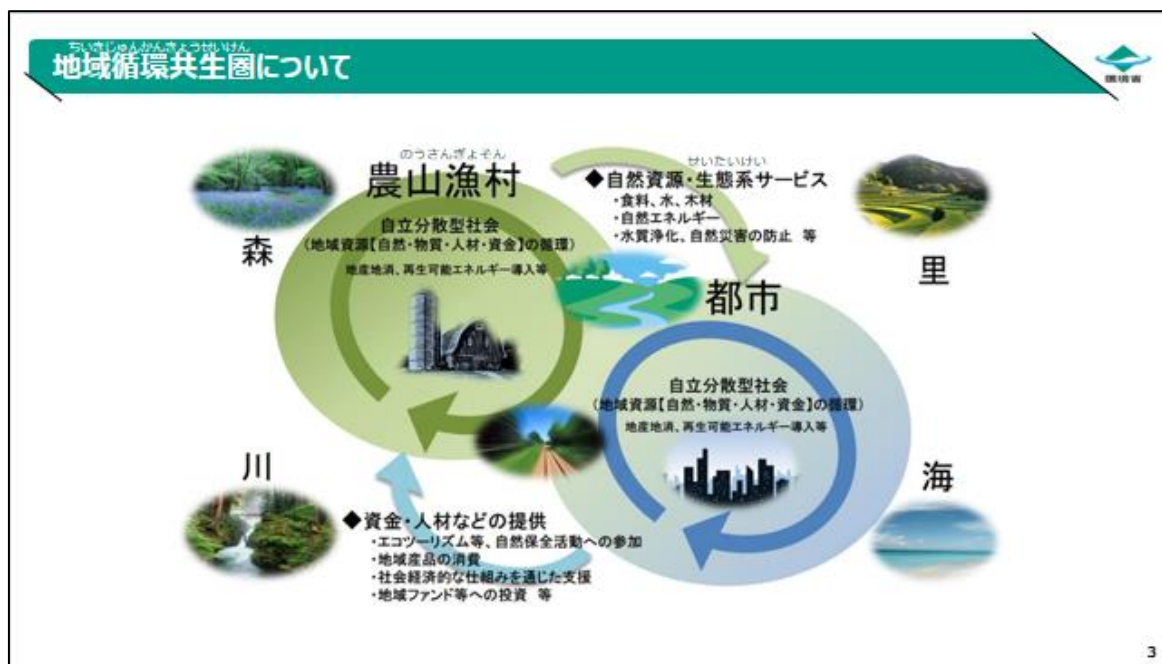 ちいきじゅんかんきょうせいけん
地域循環共生圏について
環境省
のうさんぎょそん
農山漁村
自立分散型社会
(地域資源【自然・物質・人材・資金】の循環)
地産地消、再生可能エネルギー導入等
せいたいけい
◆自然資源・生態系サービス
・食料、水、木材
・自然エネルギー
・水質浄化、自然災害の防止 等
森
里
都市
自立分散型社会
(地域資源【自然・物質・人材・資金】の循環)
地産地消、再生可能エネルギー導入等
川
海
◆資金・人材などの提供
・エコツーリズム等、自然保全活動への参加
・地域産品の消費
・社会経済的な仕組みを通じた支援
・地域ファンド等への投資 等
3